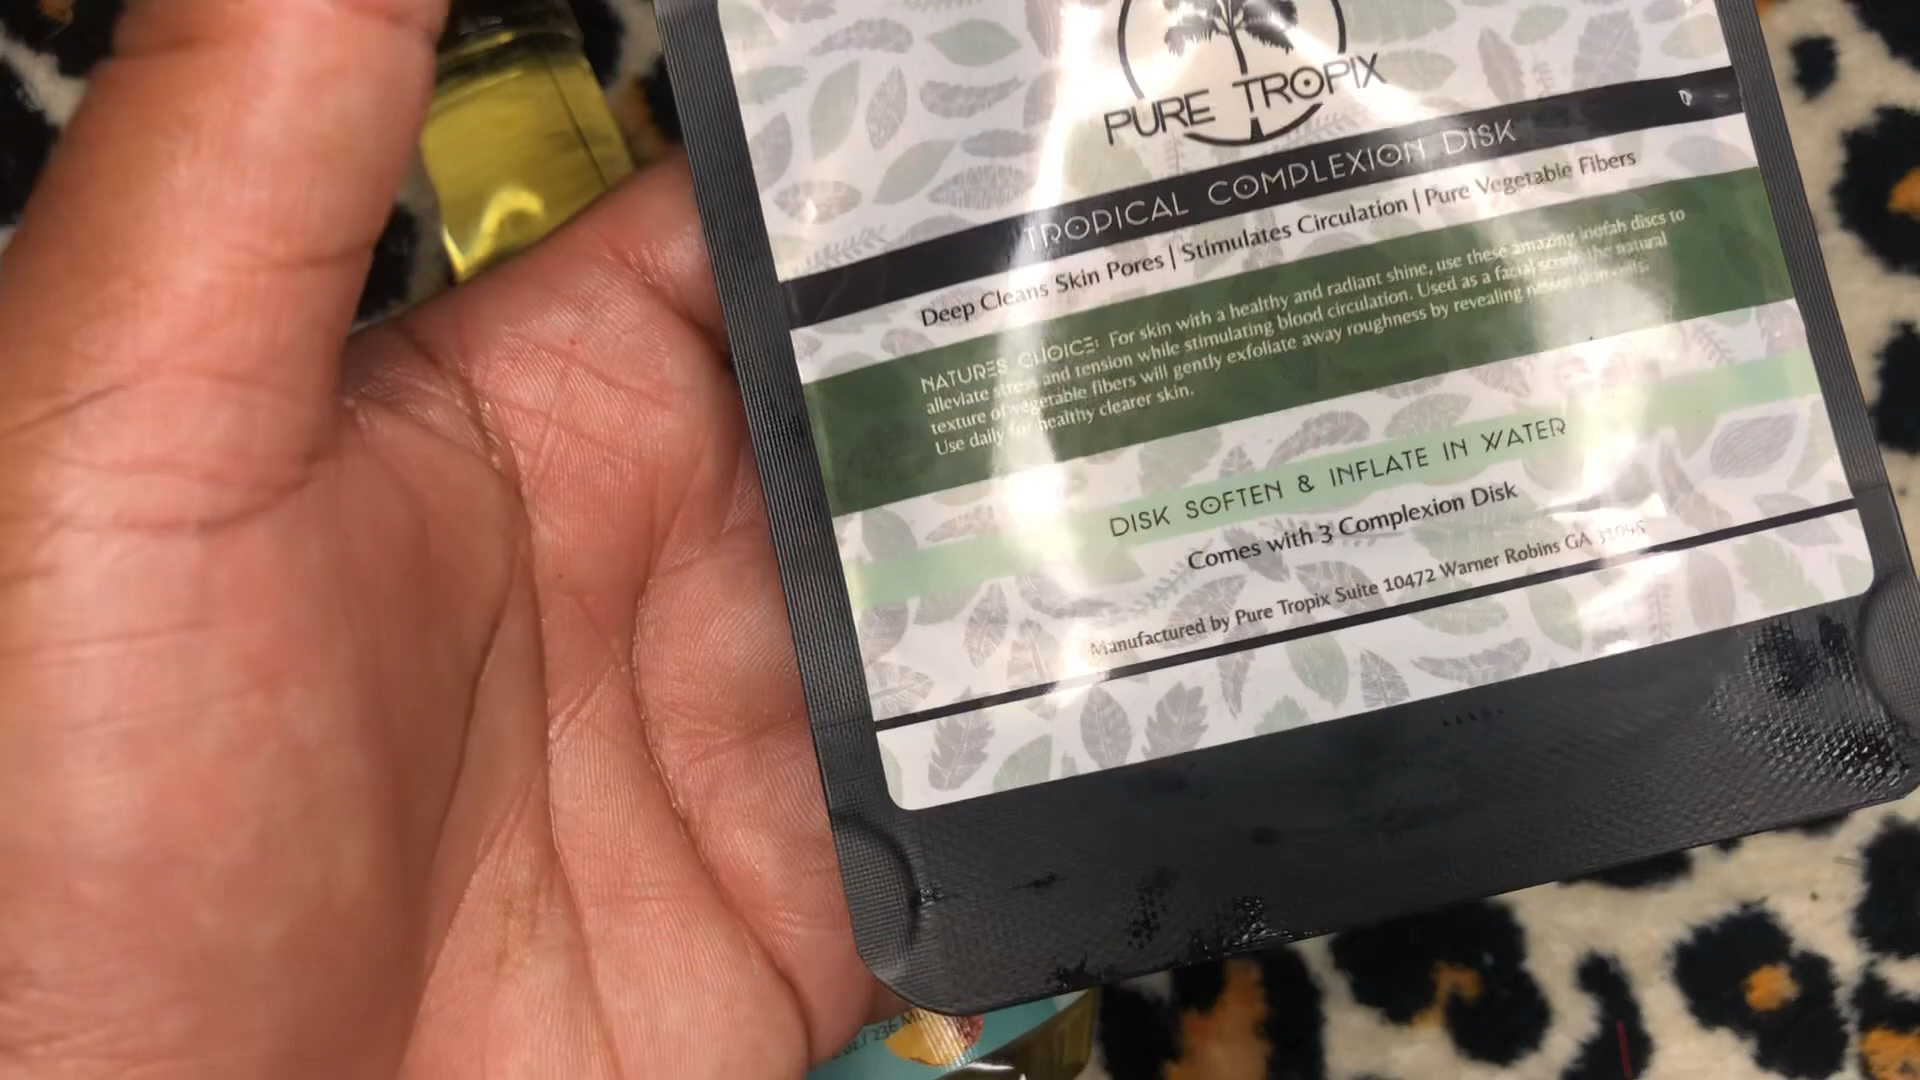 PURE TROPIX
TROPICAL COMPLEXION DISK
Deep Cleans Skin Pores | Stimulates Circulation | Pure Vegetable Fibers
NATURES CHOICE: For skin with a healthy and radiant shine, use these amazing loofah discs to
alleviate stress and tension while stimulating blood circulation. Used as a facial scrub, the natural
texture of vegetable fibers will gently exfoliate away roughness by revealing new skin cells.
Use daily for healthy clearer skin.
DISK SOFTEN & INFLATE IN WATER
Comes with 3 Complexion Disk
Manufactured by Pure Tropix Suite 10472 Warner Robins GA